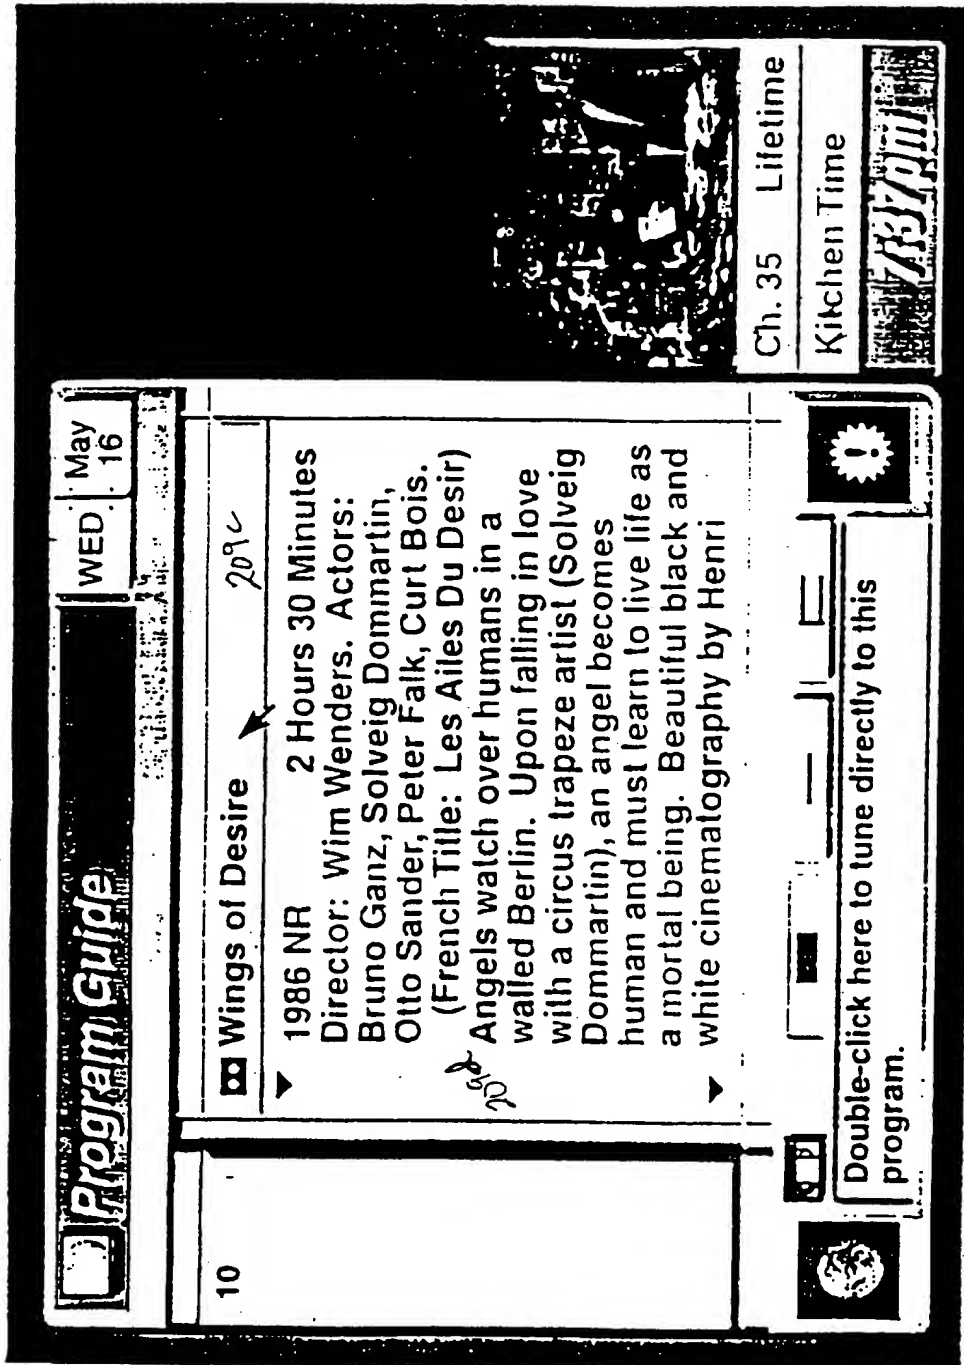 Program Guide
WED May
16
10
Wings of Desire 209c
1986 NR 2 Hours 30 Minutes
Director: Wim Wenders. Actors:
Bruno Ganz, Solveig Dommartin,
Otto Sander, Peter Falk, Curt Bois.
(French Title: Les Ailes Du Desir)
209d Angels watch over humans in a
walled Berlin. Upon falling in love
with a circus trapeze artist (Solveig
Dommartin), an angel becomes
human and must learn to live life as
a mortal being. Beautiful black and
white cinematography by Henri
!
Double-click here to tune directly to this
program.
Ch. 35 Lifetime
Kitchen Time
7:37pm